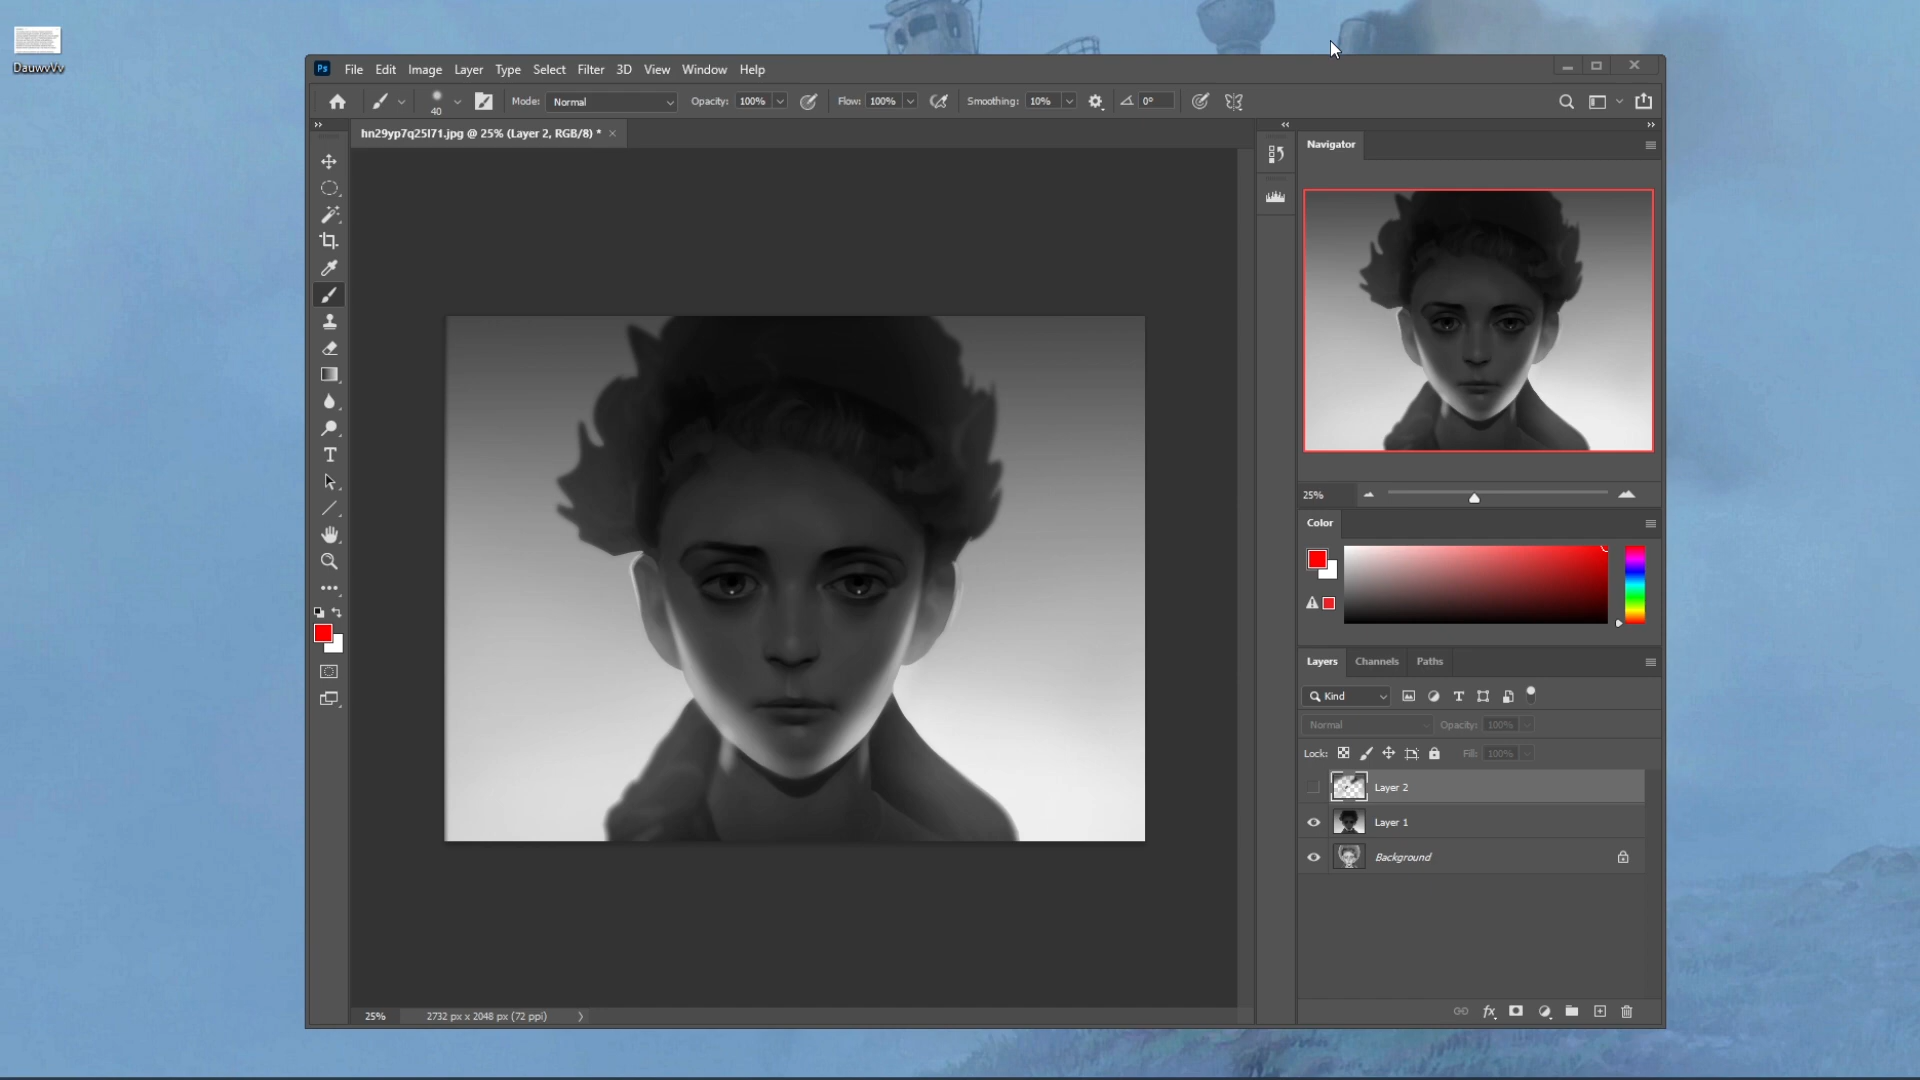 DauwvVv
Ps File Edit Image Layer Type Select Filter 3D View Window Help
40 Mode: Normal Opacity: 100% Flow: 100% Smoothing: 10% 0°
hn29yp7q25l71.jpg @ 25% (Layer 2, RGB/8) *
Navigator
25%
Color
Layers Channels Paths
Kind
Normal Opacity: 100%
Lock: Fill: 100%
Layer 2
Layer 1
Background
fx
25% 2732 px x 2048 px (72 ppi)